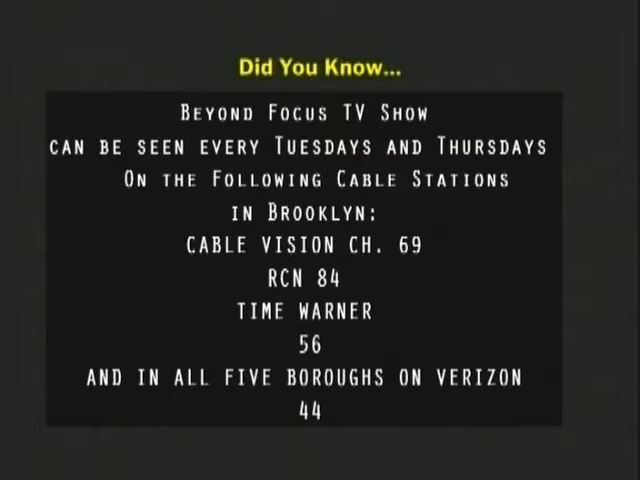 Did You Know...
Beyond Focus TV Show
can be seen every Tuesdays and Thursdays
On the Following Cable Stations
in Brooklyn:
CABLE VISION CH. 69
RCN 84
TIME WARNER
56
AND IN ALL FIVE BOROUGHS ON VERIZON
44